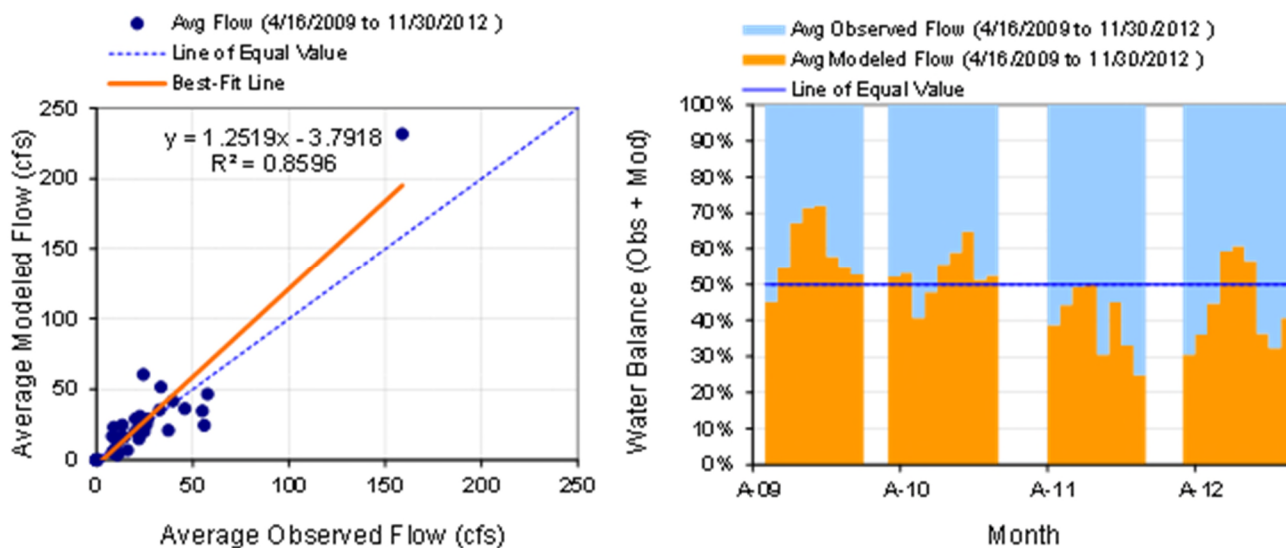 Avg Flow (4/16/2009 to 11/30/2012 )
Line of Equal Value
Best-Fit Line
250
200
150
100
50
0
y = 1.2519x - 3.7918
R² = 0.8596
0 50 100 150 200 250
Average Modeled Flow (cfs)
Average Observed Flow (cfs)
Avg Observed Flow (4/16/2009 to 11/30/2012 )
Avg Modeled Flow (4/16/2009 to 11/30/2012 )
Line of Equal Value
100%
90%
80%
70%
60%
50%
40%
30%
20%
10%
0%
Water Balance (Obs + Mod)
A-09 A-10 A-11 A-12
Month